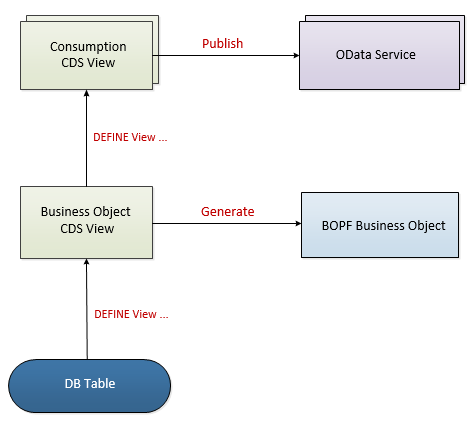 Consumption
CDS View
Publish
OData Service
DEFINE View ...
Business Object
CDS View
Generate
BOPF Business Object
DEFINE View ...
DB Table